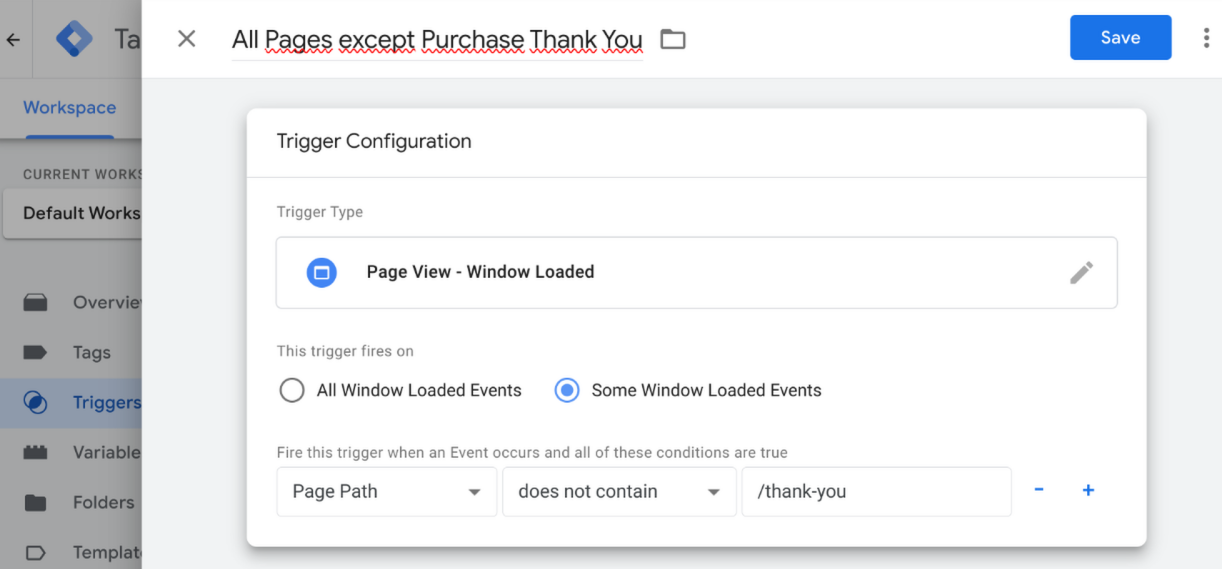 Ta
All Pages except Purchase Thank You
Save
Workspace
Trigger Configuration
CURRENT WORKS
Default Works
Trigger Type
Page View - Window Loaded
Overvie
Tags
Triggers
Variable
Folders
Templat
This trigger fires on
All Window Loaded Events
Some Window Loaded Events
Fire this trigger when an Event occurs and all of these conditions are true
Page Path
does not contain
/thank-you